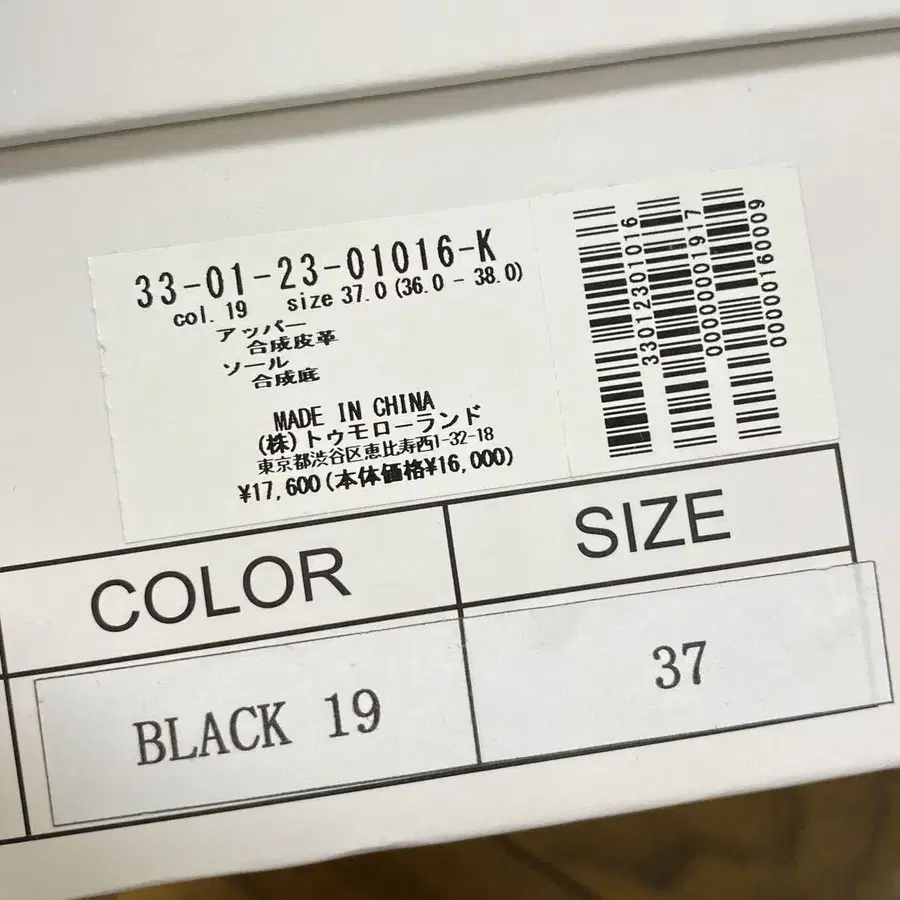 33-01-23-01016-K
col. 19 size 37.0 (36.0 - 38.0)
アッパー
合成皮革
ソール
合成底
MADE IN CHINA
(株)トゥモローランド
東京都渋谷区恵比寿西1-32-18
¥17,600(本体価格¥16,000)
3301230101​6
0000001917
0000160009
COLOR SIZE
BLACK 19 37